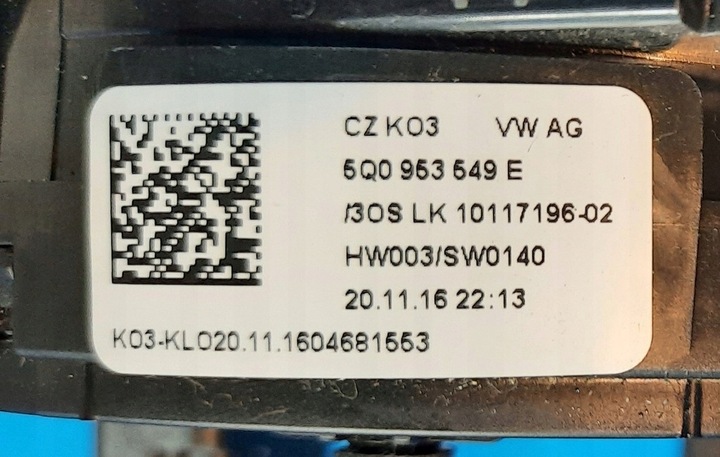 CZ K03 VW AG
5Q0 953 549 E
/3OS LK 10117196-02
HW003/SW0140
20.11.16 22:13
K03-KLO20.11.1604681553